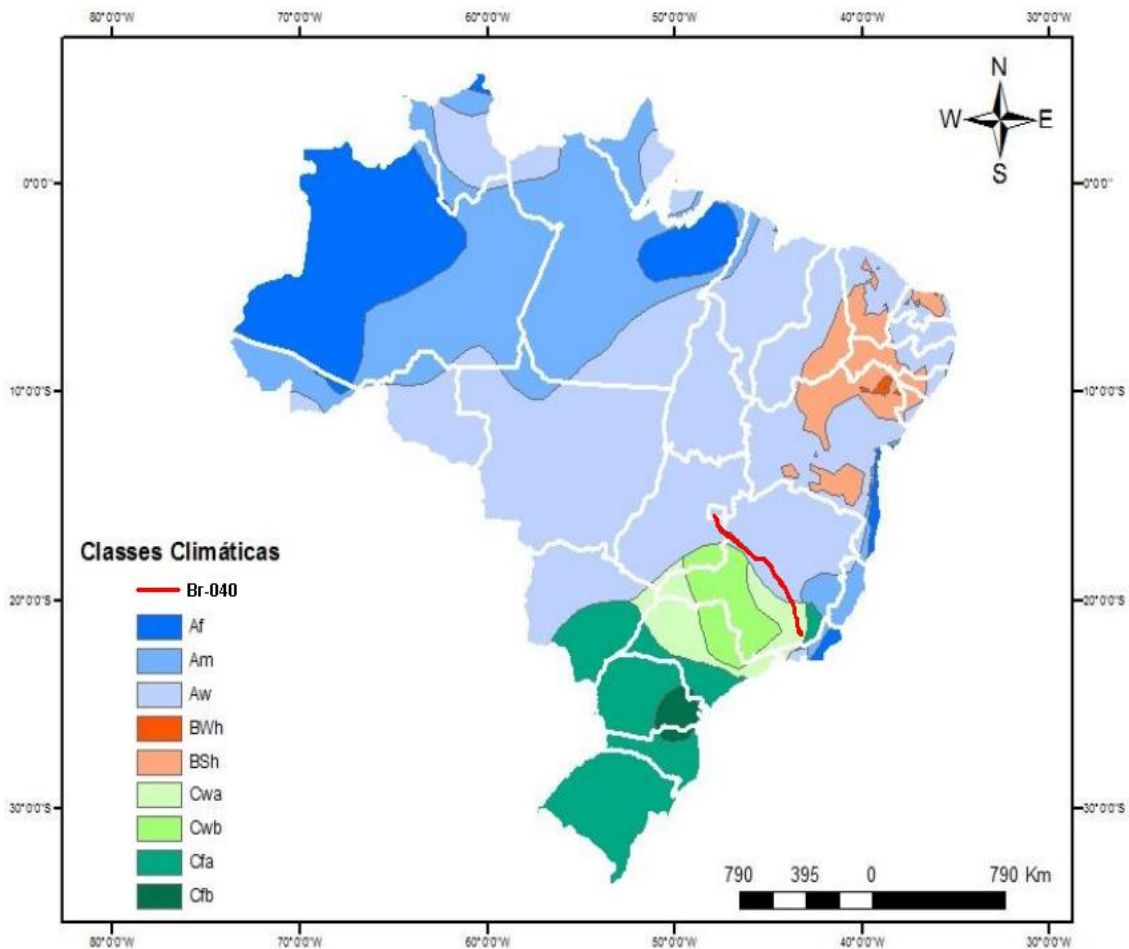 80°0'0"W 70°0'0"W 60°0'0"W 50°0'0"W 40°0'0"W 30°0'0"W
N
W E
S
0°0'0" 0°0'0"
10°0'0"S 10°0'0"S
20°0'0"S 20°0'0"S
30°0'0"S 30°0'0"S
Classes Climáticas
Br-040
Af
Am
Aw
BWh
BSh
Cwa
Cwb
Cfa
Cfb
790 395 0 790 Km
80°0'0"W 70°0'0"W 60°0'0"W 50°0'0"W 40°0'0"W 30°0'0"W